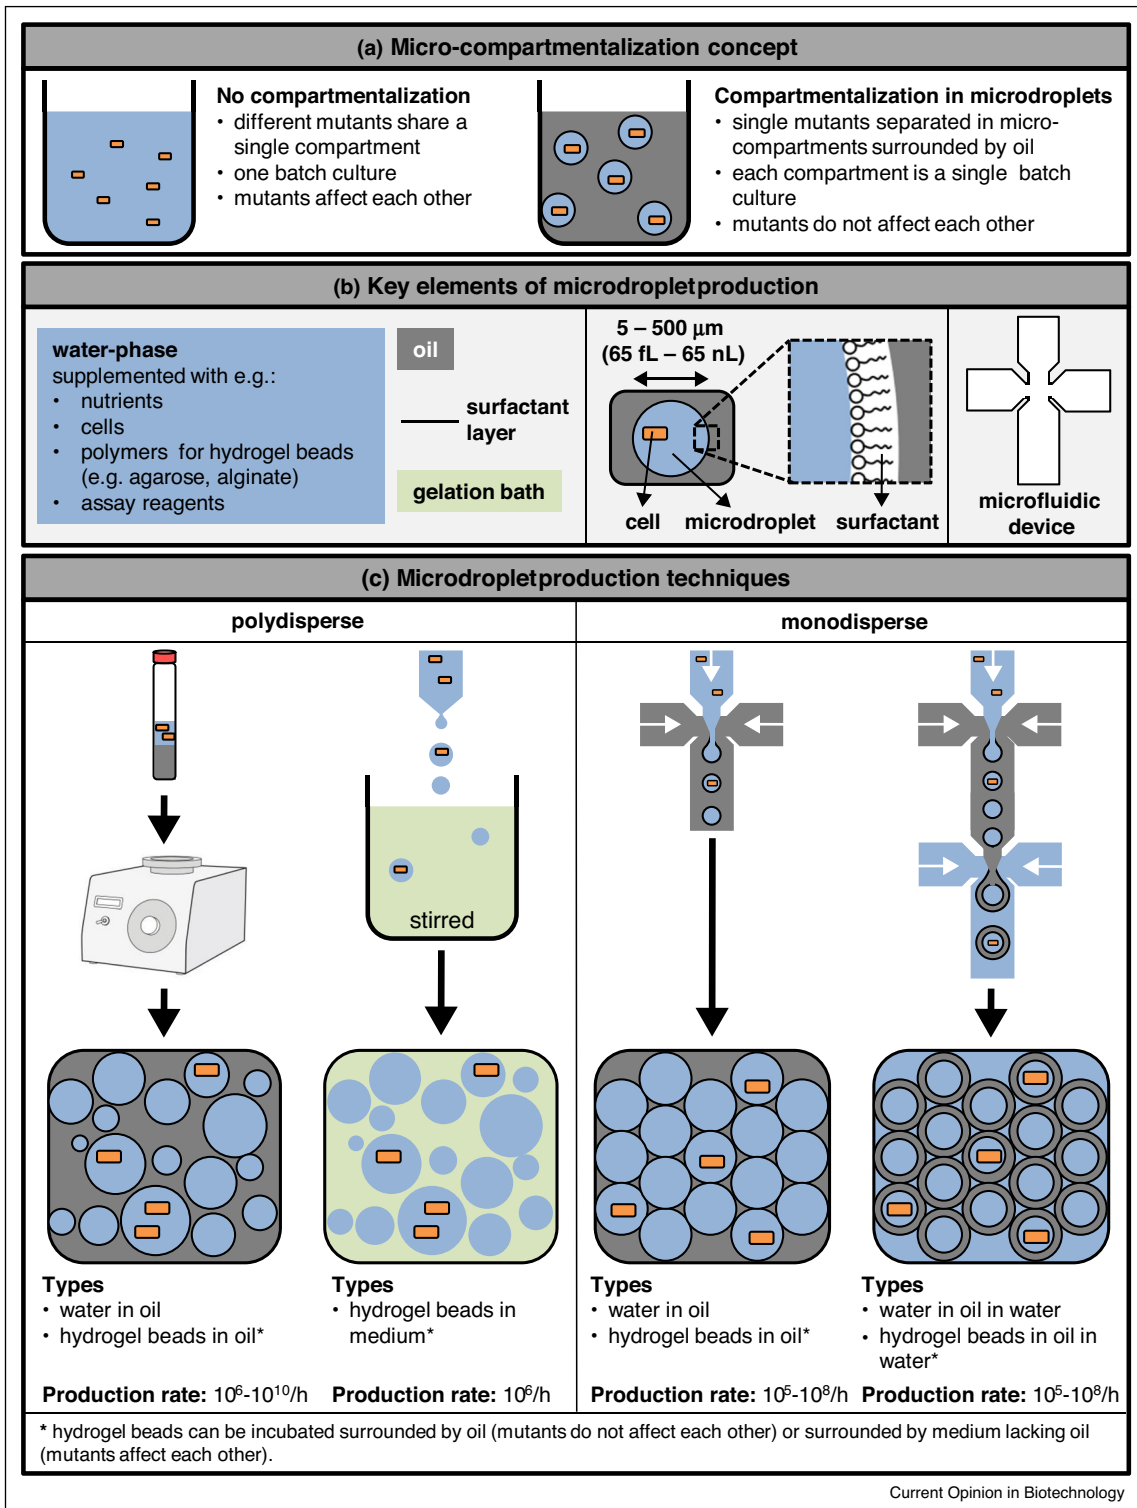 (a) Micro-compartmentalization concept
No compartmentalization
• different mutants share a
single compartment
• one batch culture
• mutants affect each other
Compartmentalization in microdroplets
• single mutants separated in micro-
compartments surrounded by oil
• each compartment is a single batch
culture
• mutants do not affect each other
(b) Key elements of microdropletproduction
water-phase
supplemented with e.g.:
• nutrients
• cells
• polymers for hydrogel beads
(e.g. agarose, alginate)
• assay reagents
oil
surfactant
layer
gelation bath
5 – 500 μm
(65 fL – 65 nL)
cell microdroplet surfactant
microfluidic
device
(c) Microdropletproduction techniques
polydisperse
monodisperse
stirred
Types
• water in oil
• hydrogel beads in oil*
Production rate: 10⁶-10¹⁰/h
Types
• hydrogel beads in
medium*
Production rate: 10⁶/h
Types
• water in oil
• hydrogel beads in oil*
Production rate: 10⁵-10⁸/h
Types
• water in oil in water
• hydrogel beads in oil in
water*
Production rate: 10⁵-10⁸/h
* hydrogel beads can be incubated surrounded by oil (mutants do not affect each other) or surrounded by medium lacking oil
(mutants affect each other).
Current Opinion in Biotechnology